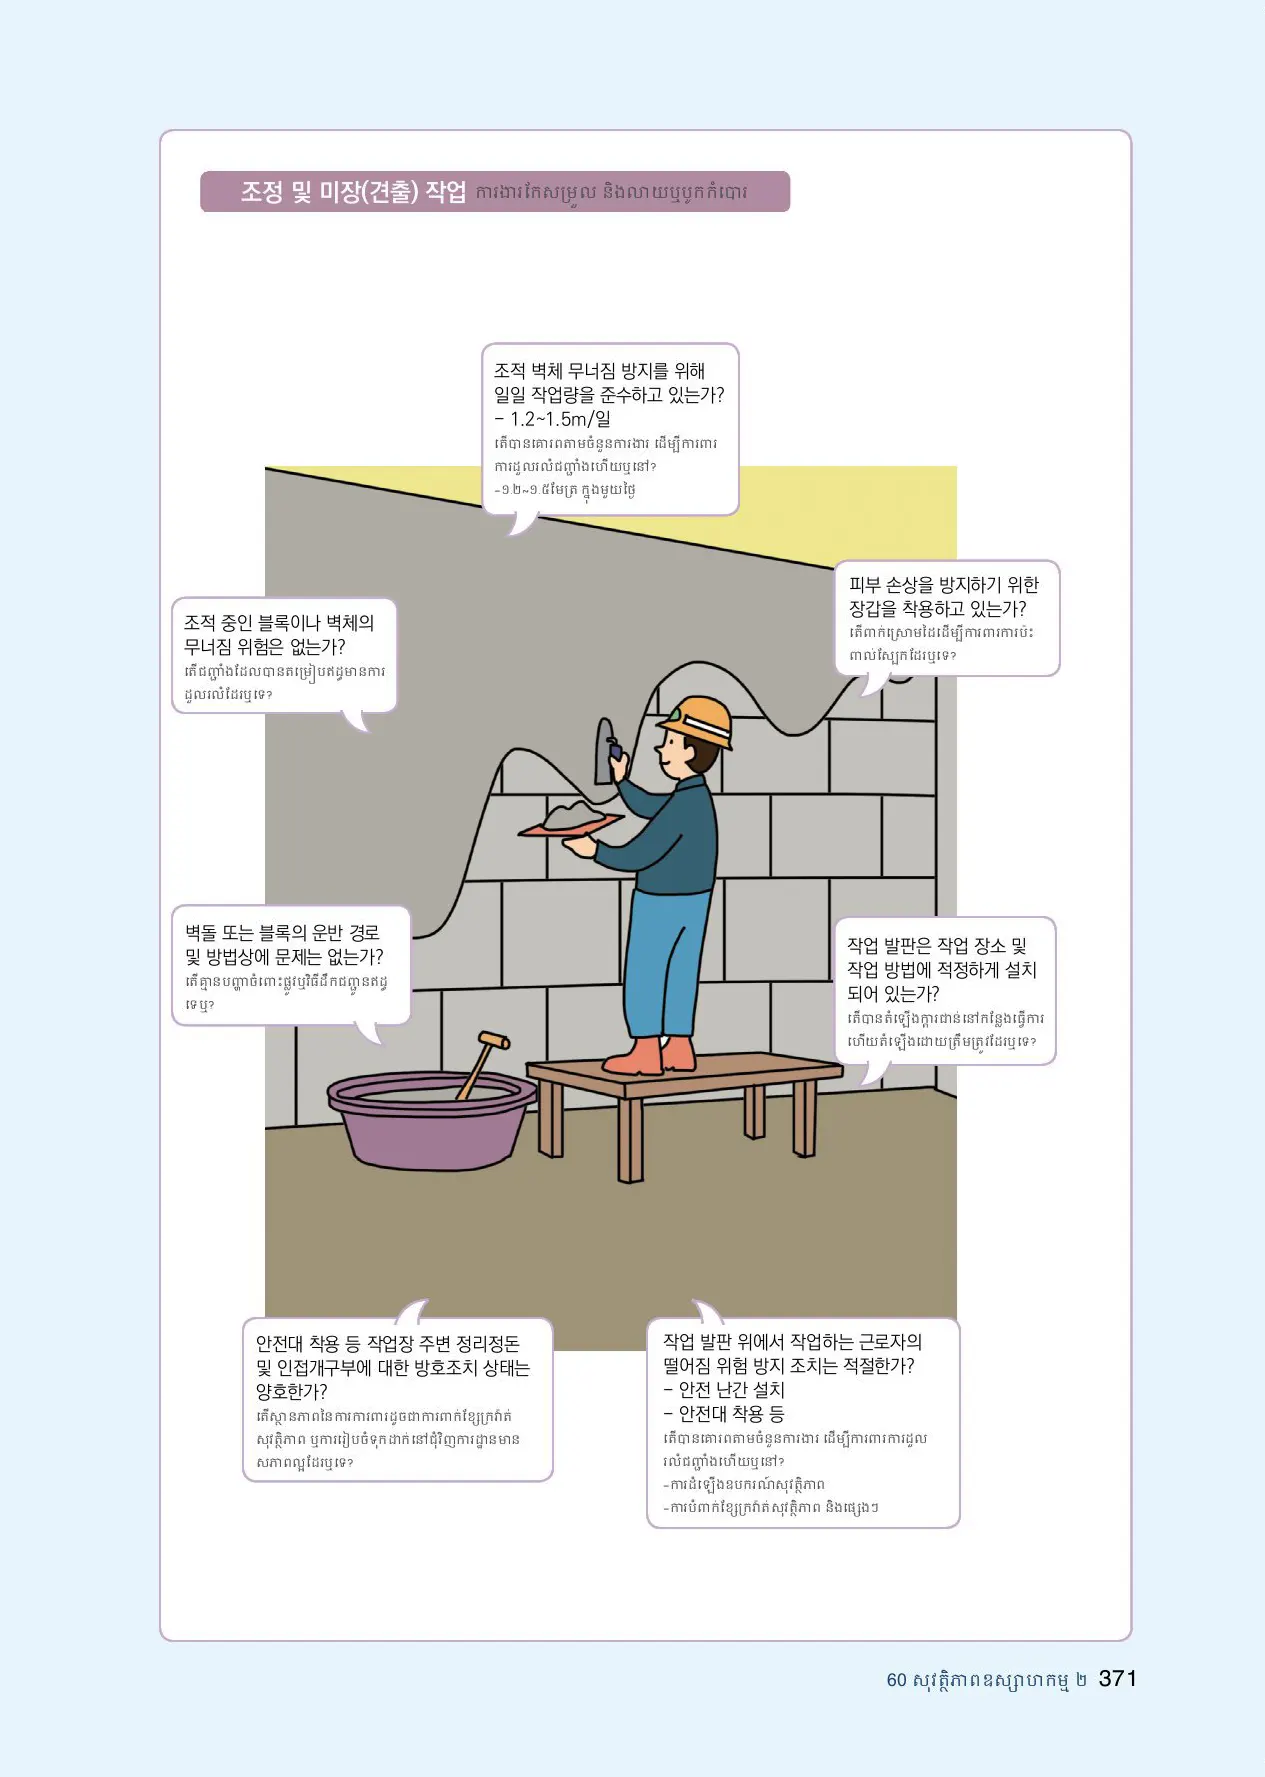 조정 및 미장(견출) 작업 ការងារកែសម្រួល និងលាយឬបូកកំបោរ
조적 벽체 무너짐 방지를 위해
일일 작업량을 준수하고 있는가?
- 1.2~1.5m/일
តើបានគោរពតាមចំនួនការងារ ដើម្បីការពារ
ការដួលរលំជញ្ជាំងហើយឬនៅ?
-១.២~១.៥មែត្រ ក្នុងមួយថ្ងៃ
피부 손상을 방지하기 위한
장갑을 착용하고 있는가?
តើពាក់ស្រោមដៃដើម្បីការពារការប៉ះ
ពាល់ស្បែកដែរឬទេ?
조적 중인 블록이나 벽체의
무너짐 위험은 없는가?
តើជញ្ជាំងដែលបានតម្រៀបឥដ្ឋមានការ
ដួលរលំដែរឬទេ?
벽돌 또는 블록의 운반 경로
및 방법상에 문제는 없는가?
តើគ្មានបញ្ហាចំពោះផ្លូវឬវិធីដឹកជញ្ជូនឥដ្ឋ
ទេឬ?
작업 발판은 작업 장소 및
작업 방법에 적정하게 설치
되어 있는가?
តើបានតំឡើងក្តារជាន់នៅកន្លែងធ្វើការ
ហើយតំឡើងដោយត្រឹមត្រូវដែរឬទេ?
안전대 착용 등 작업장 주변 정리정돈
및 인접개구부에 대한 방호조치 상태는
양호한가?
តើស្ថានភាពនៃការការពារដូចជាការពាក់ខ្សែក្រវ៉ាត់
សុវត្ថិភាព ឬការរៀបចំទុកដាក់នៅជុំវិញការដ្ឋានមាន
សភាពល្អដែរឬទេ?
작업 발판 위에서 작업하는 근로자의
떨어짐 위험 방지 조치는 적절한가?
- 안전 난간 설치
- 안전대 착용 등
តើបានគោរពតាមចំនួនការងារ ដើម្បីការពារការដួល
រលំជញ្ជាំងហើយឬនៅ?
-ការដំឡើងឧបករណ៍សុវត្ថិភាព
-ការបំពាក់ខ្សែក្រវ៉ាត់សុវត្ថិភាព និងផ្សេងៗ
60 សុវត្ថិភាពឧស្សាហកម្ម ២ 371